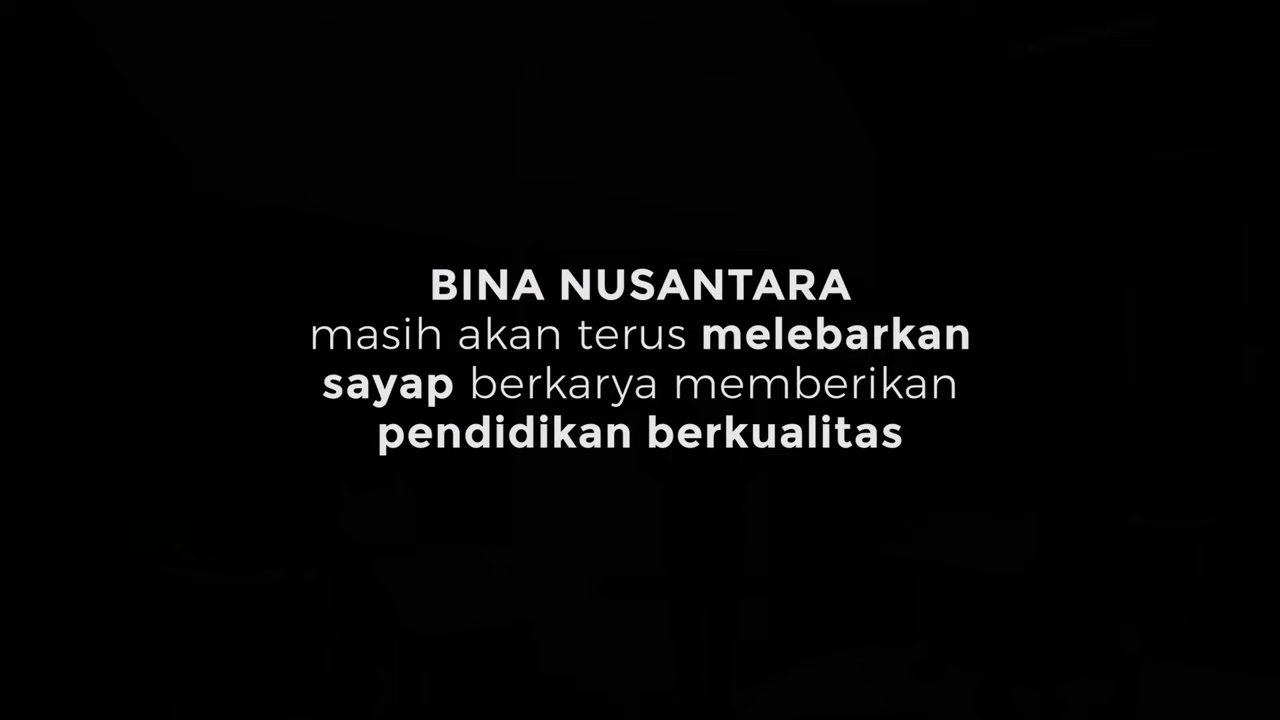 BINA NUSANTARA
masih akan terus melebarkan
sayap berkarya memberikan
pendidikan berkualitas